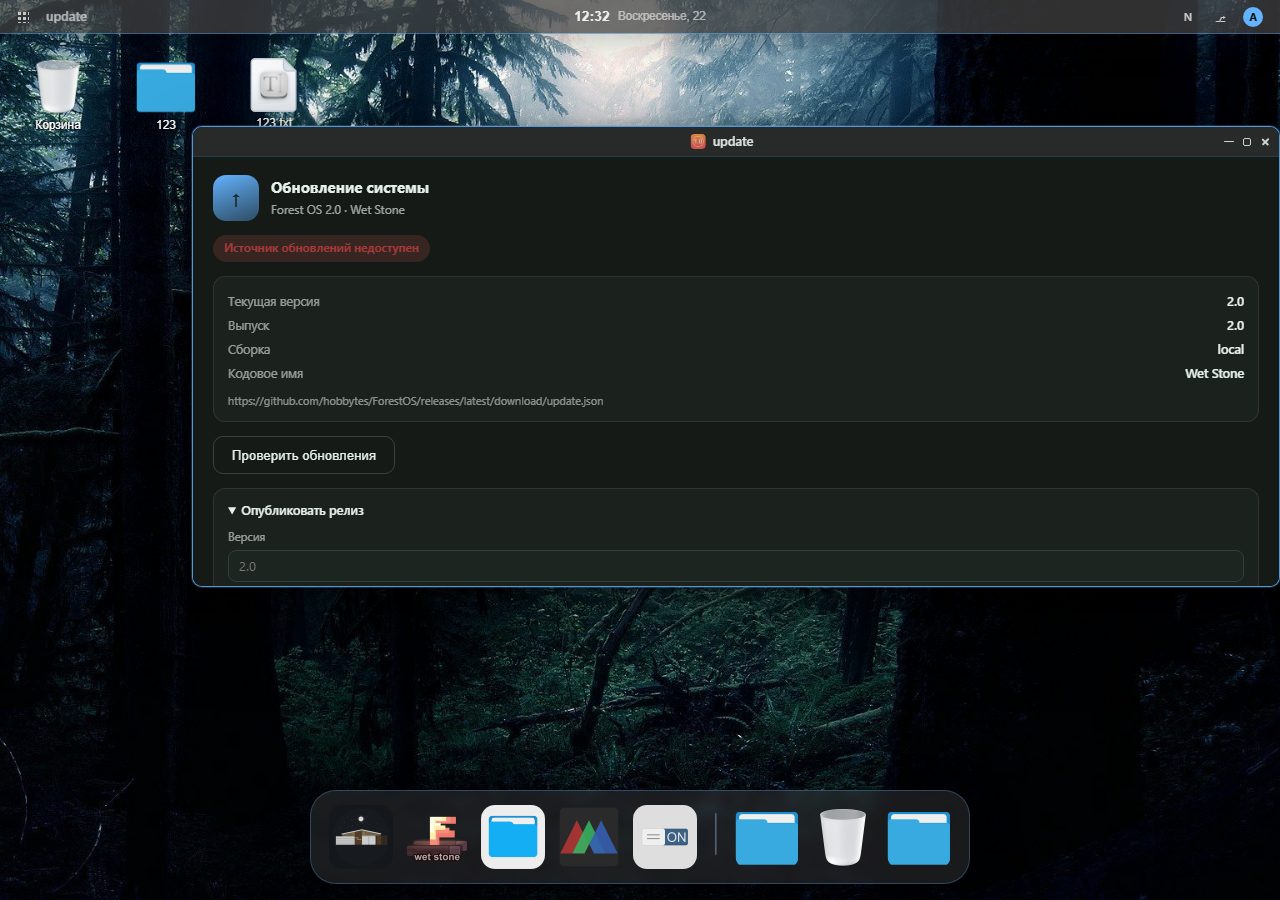 update
12:32 Воскресенье, 22
N
A
Корзина
123
123.txt
update
Обновление системы
Forest OS 2.0 · Wet Stone
Источник обновлений недоступен
Текущая версия 2.0
Выпуск 2.0
Сборка local
Кодовое имя Wet Stone
https://github.com/hobbytes/ForestOS/releases/latest/download/update.json
Проверить обновления
▼ Опубликовать релиз
Версия
2.0
wet stone
ON